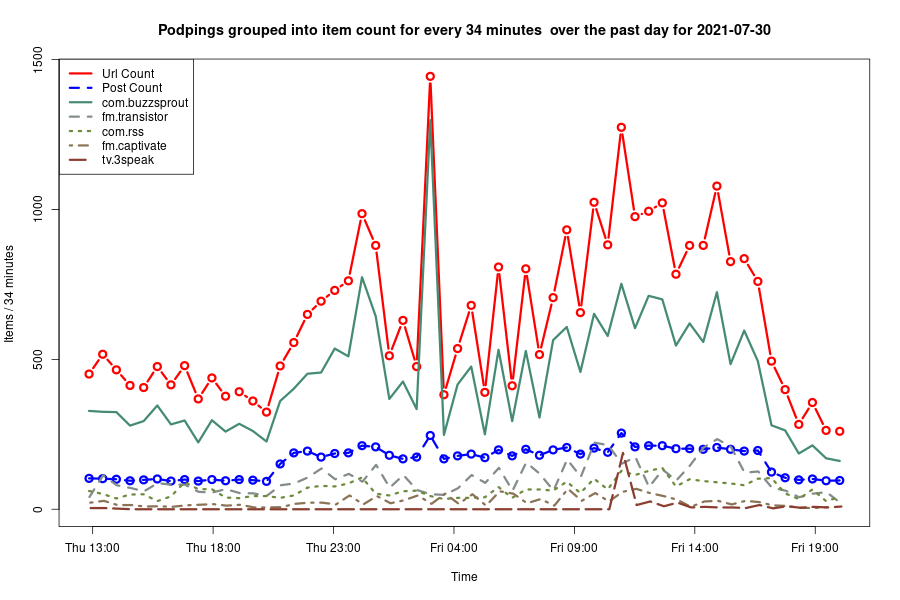 Podpings grouped into item count for every 34 minutes  over the past day for 2021-07-30
Url Count
Post Count
com.buzzsprout
fm.transistor
com.rss
fm.captivate
tv.3speak
Items / 34 minutes
1500
1000
500
0
Thu 13:00
Thu 18:00
Thu 23:00
Fri 04:00
Fri 09:00
Fri 14:00
Fri 19:00
Time